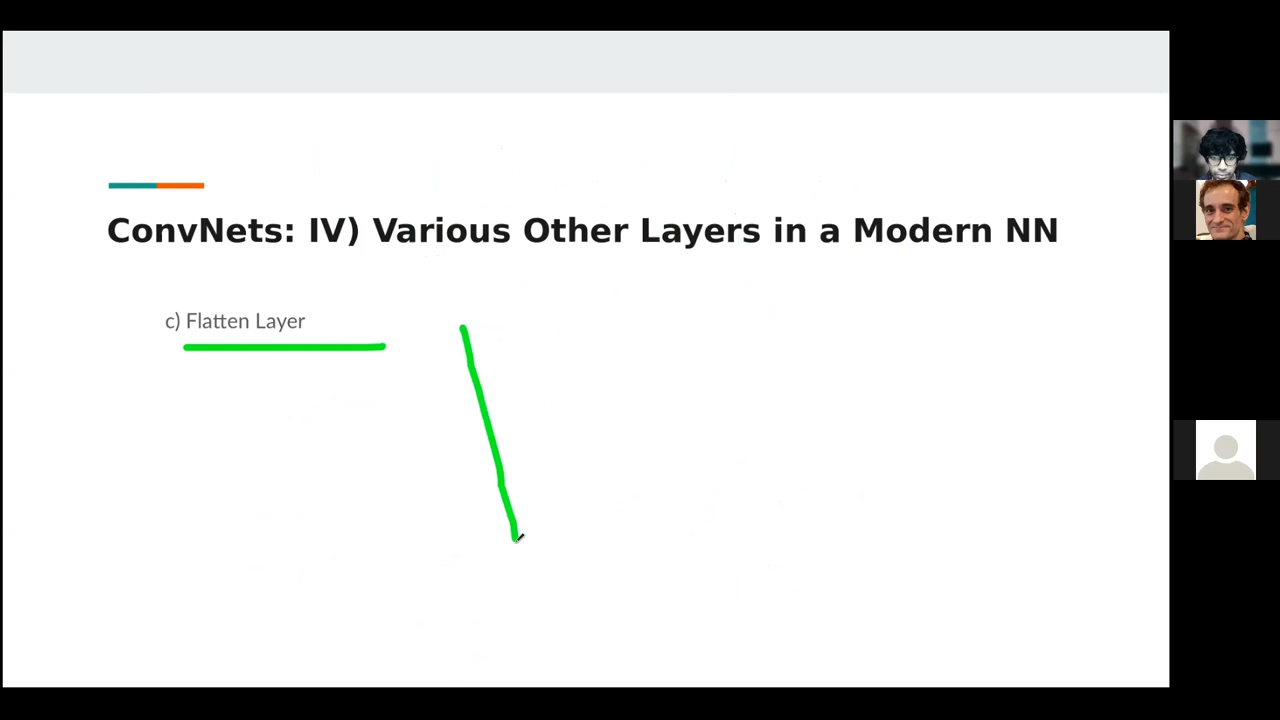 ConvNets: IV) Various Other Layers in a Modern NN
c) Flatten Layer